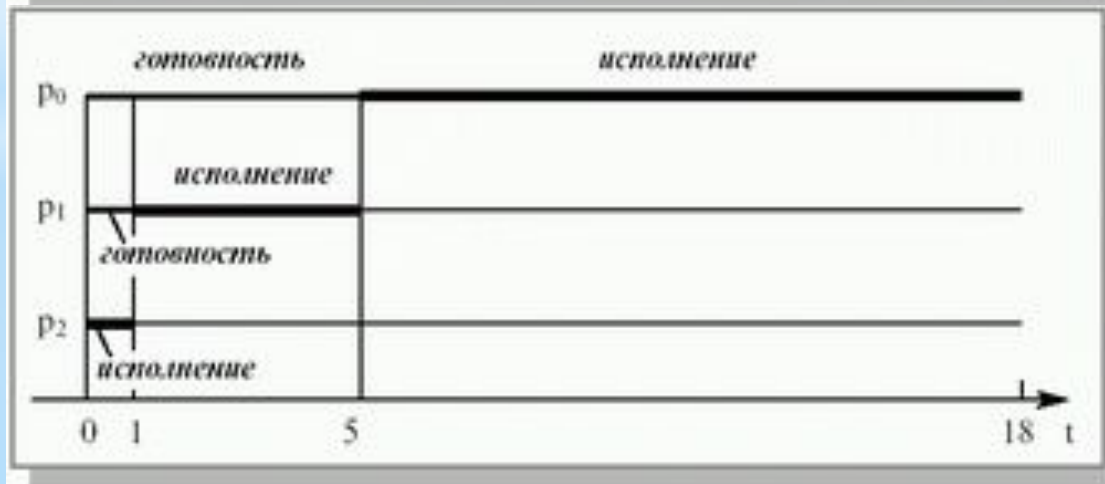 готовность исполнение
p0
исполнение
p1
готовность
p2
исполнение
0 1 5 18 t